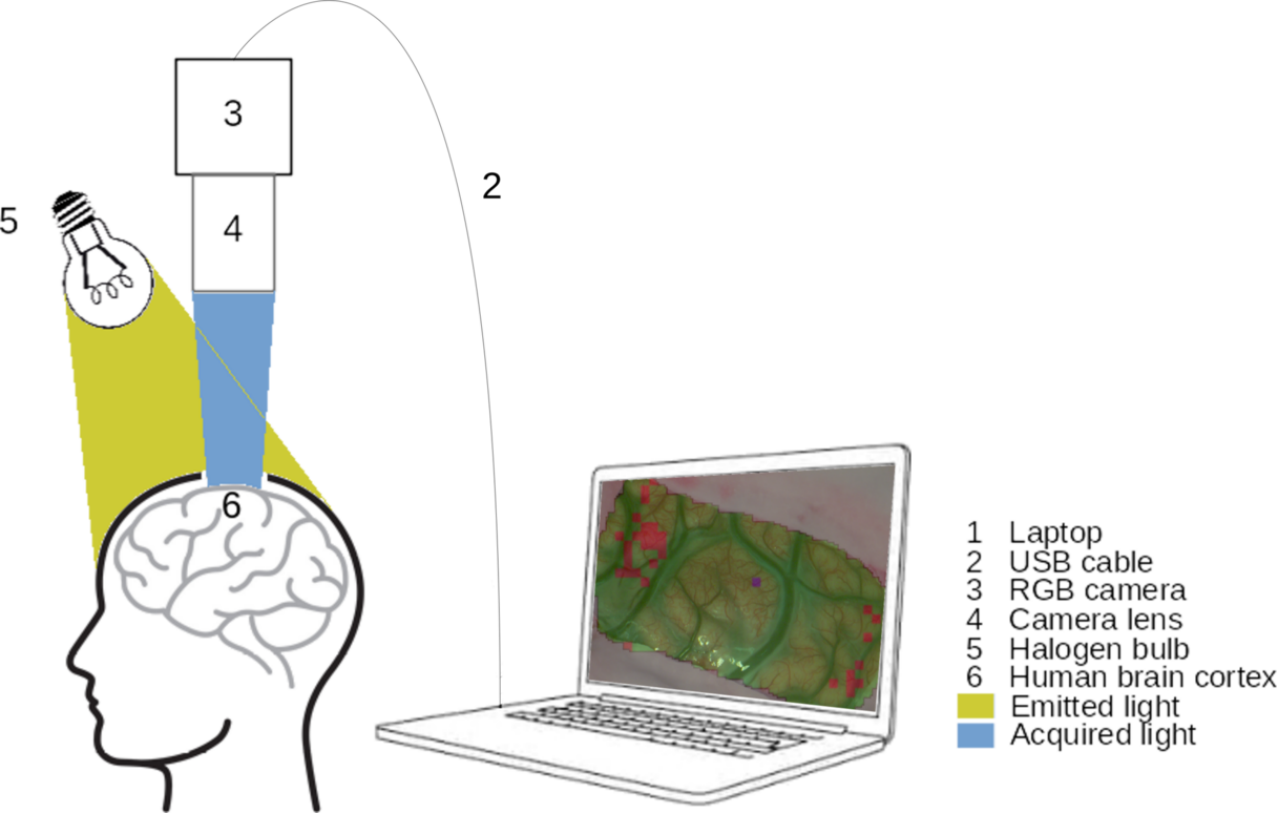 3
2
5
4
6
1 Laptop
2 USB cable
3 RGB camera
4 Camera lens
5 Halogen bulb
6 Human brain cortex
Emitted light
Acquired light